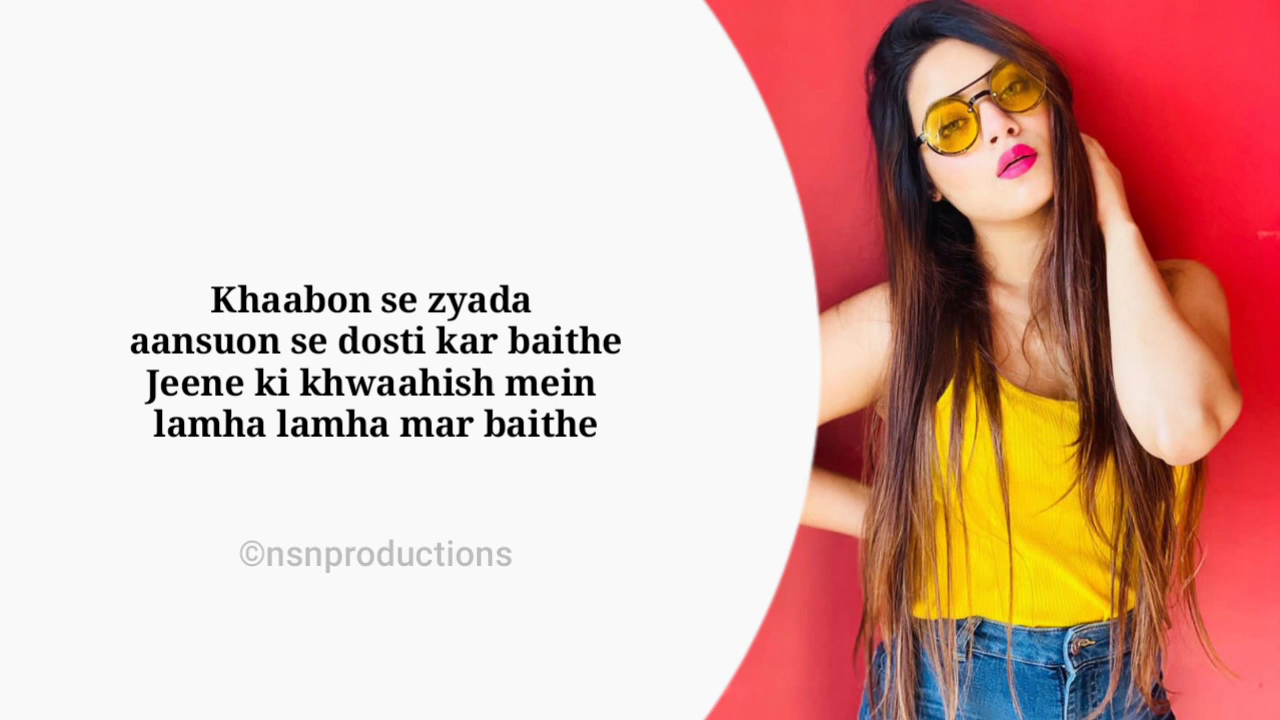 Khaabon se zyada
aansuon se dosti kar baithe
Jeene ki khwaahish mein
lamha lamha mar baithe
©nsnproductions